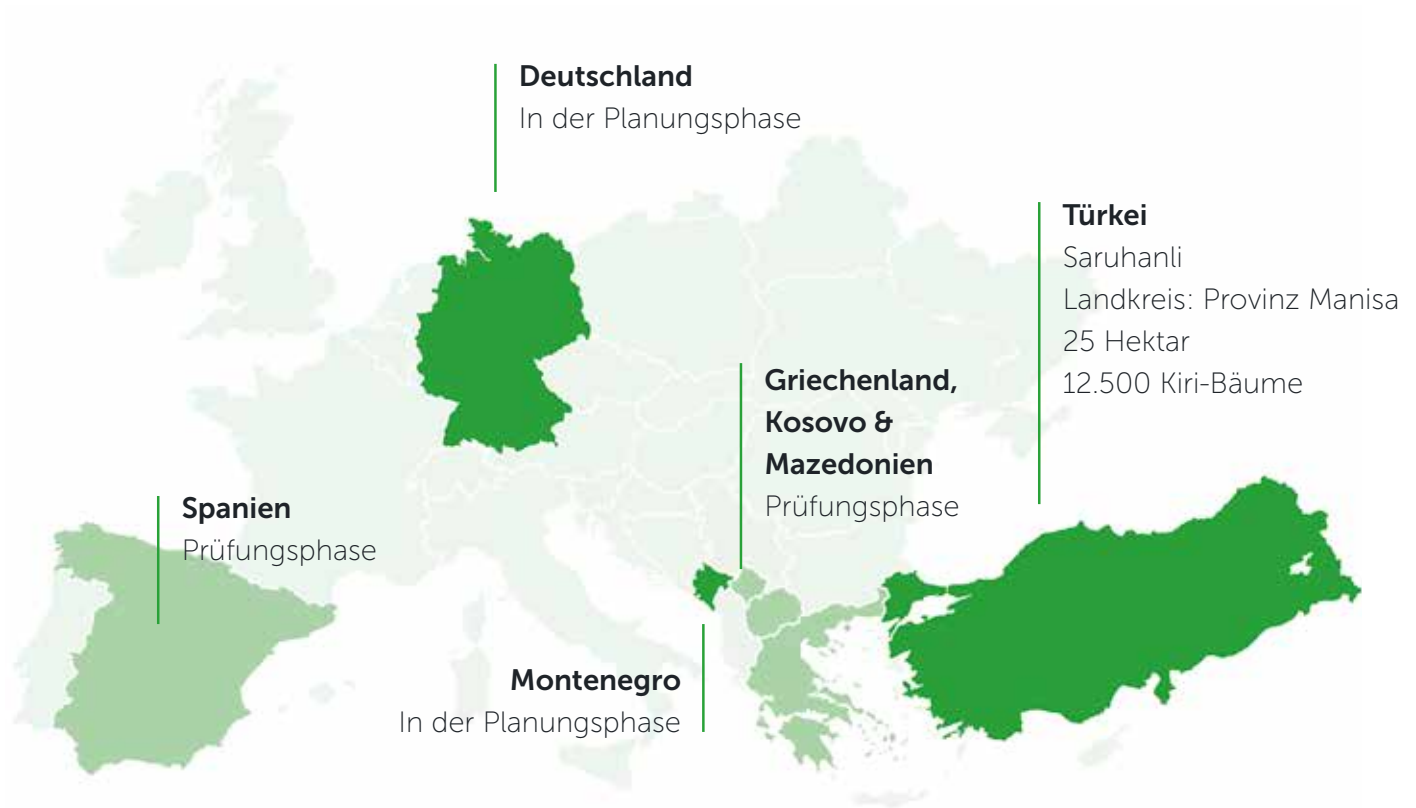 Deutschland
In der Planungsphase
Türkei
Saruhanli
Landkreis: Provinz Manisa
25 Hektar
12.500 Kiri-Bäume
Griechenland,
Kosovo &
Mazedonien
Prüfungsphase
Spanien
Prüfungsphase
Montenegro
In der Planungsphase